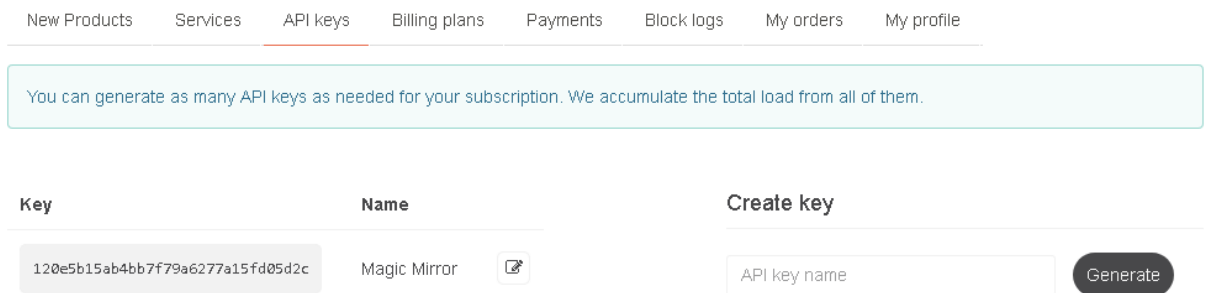 New Products Services API keys Billing plans Payments Block logs My orders My profile
You can generate as many API keys as needed for your subscription. We accumulate the total load from all of them.
Key Name Create key
120e5b15ab4bb7f79a6277a15fd05d2c Magic Mirror API key name Generate